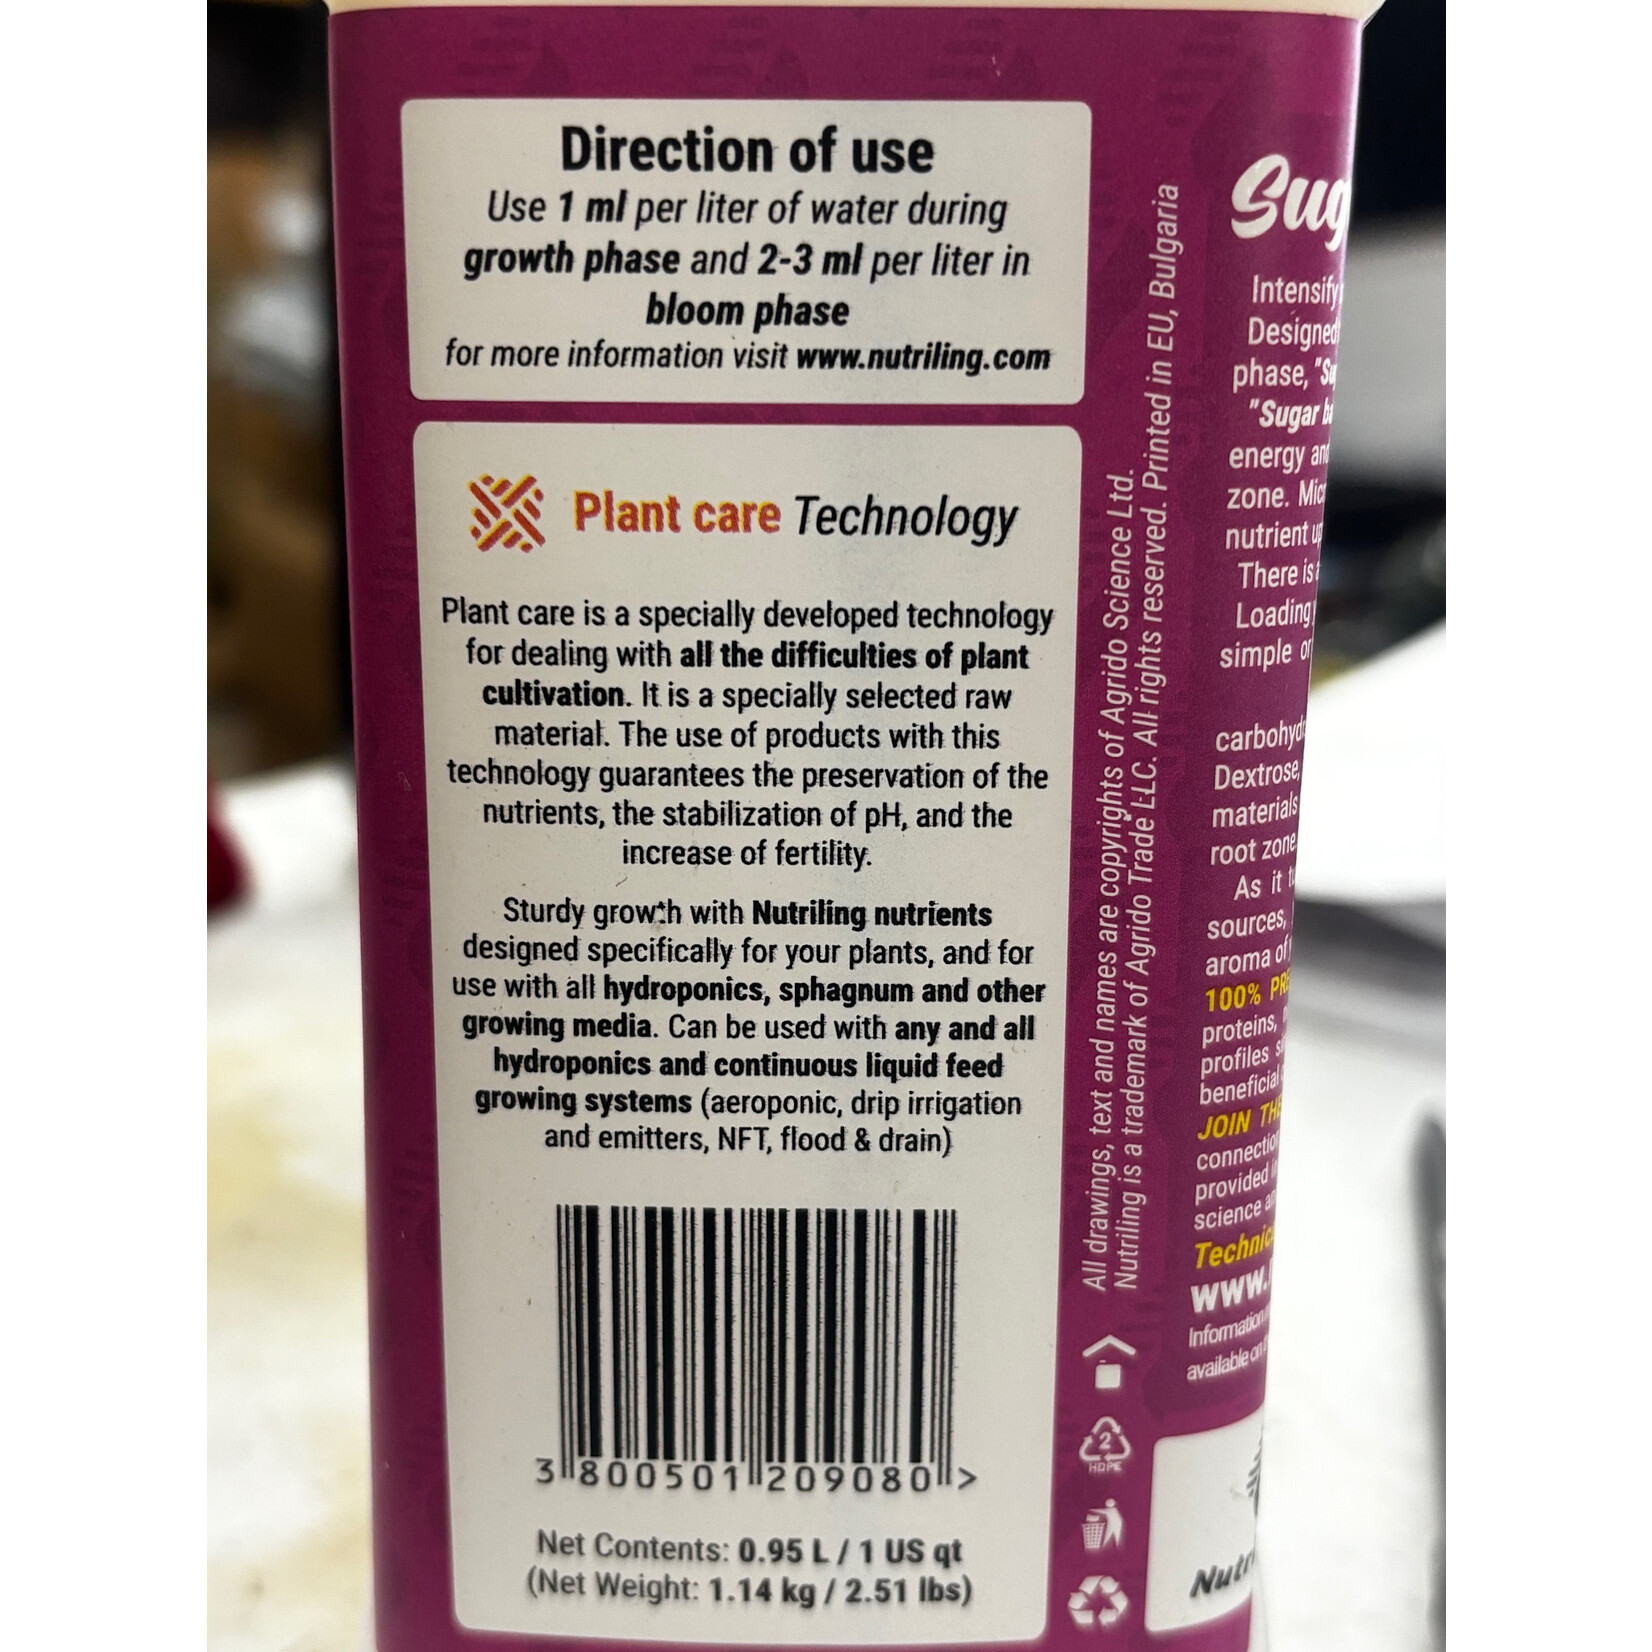 Direction of use
Use 1 ml per liter of water during
growth phase and 2-3 ml per liter in
bloom phase
for more information visit www.nutriling.com
Plant care Technology
Plant care is a specially developed technology
for dealing with all the difficulties of plant
cultivation. It is a specially selected raw
material. The use of products with this
technology guarantees the preservation of the
nutrients, the stabilization of pH, and the
increase of fertility.
Sturdy growth with Nutriling nutrients
designed specifically for your plants, and for
use with all hydroponics, sphagnum and other
growing media. Can be used with any and all
hydroponics and continuous liquid feed
growing systems (aeroponic, drip irrigation
and emitters, NFT, flood & drain)
3 800501 209080 >
Net Contents: 0.95 L / 1 US qt
(Net Weight: 1.14 kg / 2.51 lbs)
All drawings, text and names are copyrights of Agrido Science Ltd.
Nutriling is a trademark of Agrido Trade LLC. All rights reserved. Printed in EU, Bulgaria
2
HDPE
Intensify
Designed
phase,
"Sugar
energy
zone.
nutrient
There is
Loading
simple or
Dextrose,
materials
root zone
As it
sources,
aroma of
100%
proteins,
profiles
beneficial
JOIN
provided
science
www.
Information
available on